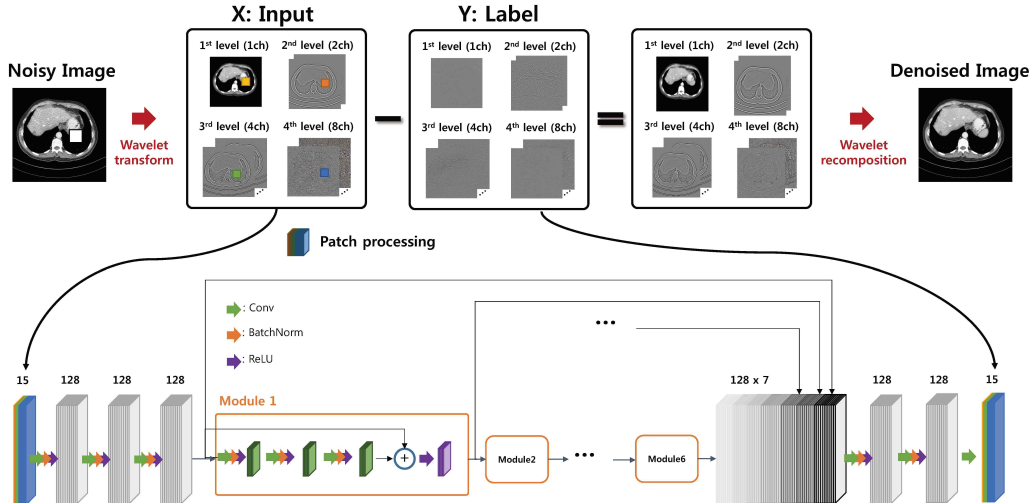 X: Input
Y: Label
Noisy Image
Wavelet
transform
1st level (1ch)
2nd level (2ch)
3rd level (4ch)
4th level (8ch)
1st level (1ch)
2nd level (2ch)
3rd level (4ch)
4th level (8ch)
1st level (1ch)
2nd level (2ch)
3rd level (4ch)
4th level (8ch)
Wavelet
recomposition
Denoised Image
Patch processing
: Conv
: BatchNorm
: ReLU
15
128
128
128
Module 1
Module2
Module6
128 x 7
128
128
15